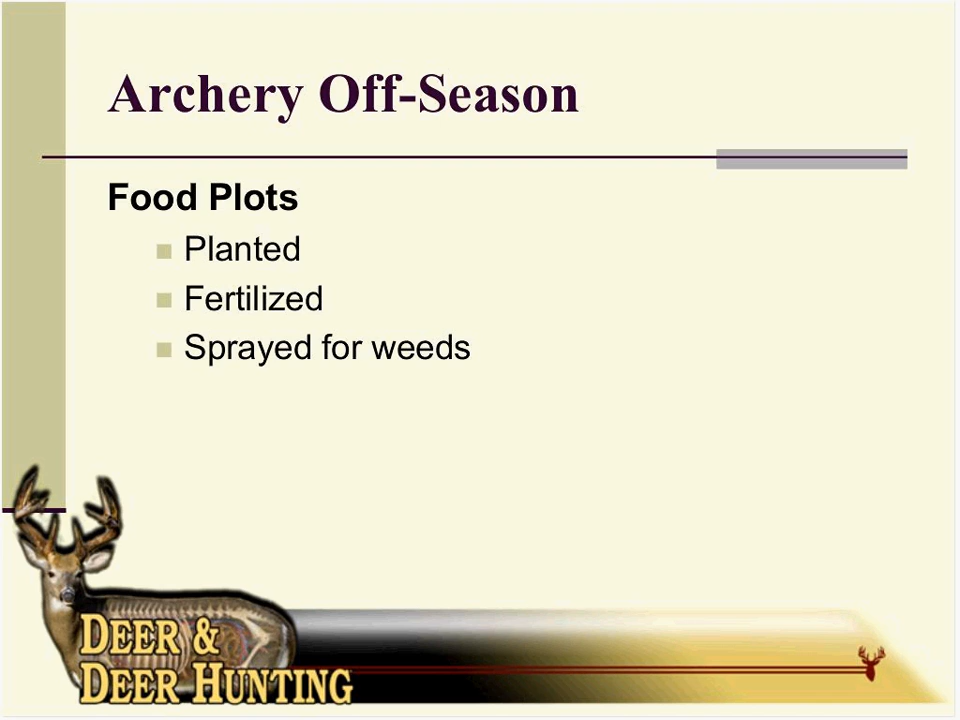 Archery Off-Season
Food Plots
Planted
Fertilized
Sprayed for weeds
DEER &
DEER HUNTING